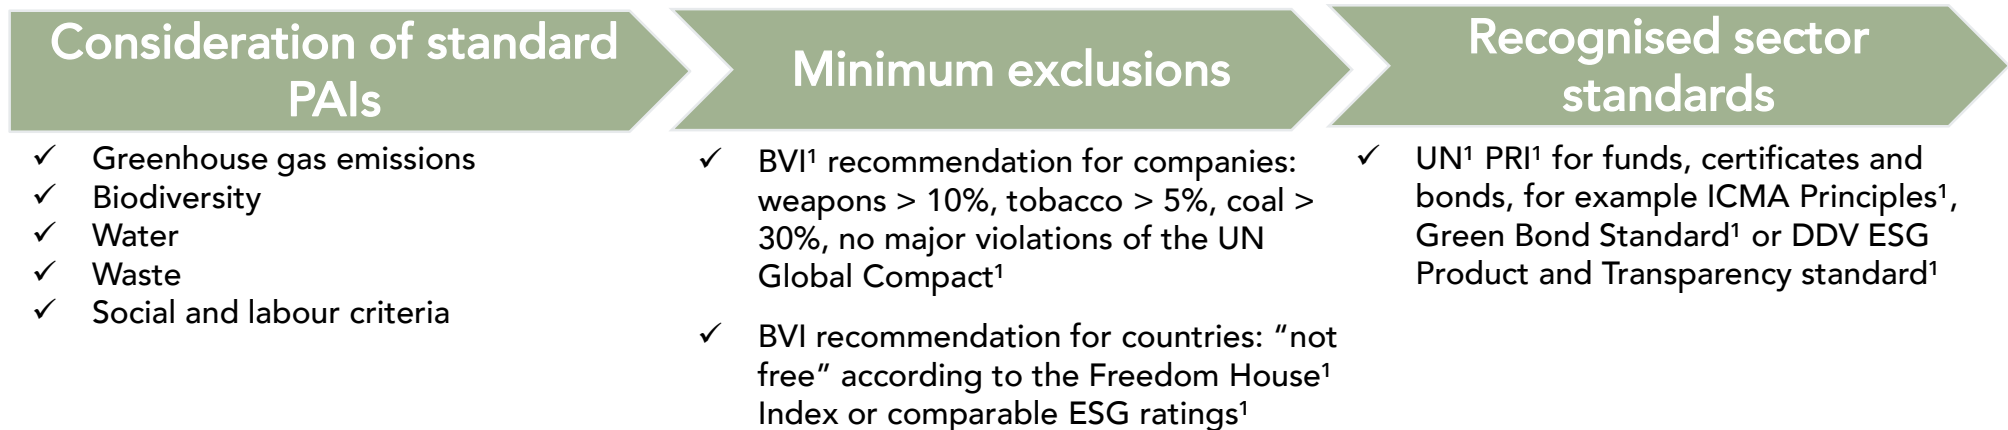 Consideration of standard
PAIs
✓ Greenhouse gas emissions
✓ Biodiversity
✓ Water
✓ Waste
✓ Social and labour criteria
Minimum exclusions
✓ BVI¹ recommendation for companies:
weapons > 10%, tobacco > 5%, coal >
30%, no major violations of the UN
Global Compact¹
✓ BVI recommendation for countries: “not
free” according to the Freedom House¹
Index or comparable ESG ratings¹
Recognised sector
standards
✓ UN¹ PRI¹ for funds, certificates and
bonds, for example ICMA Principles¹,
Green Bond Standard¹ or DDV ESG
Product and Transparency standard¹